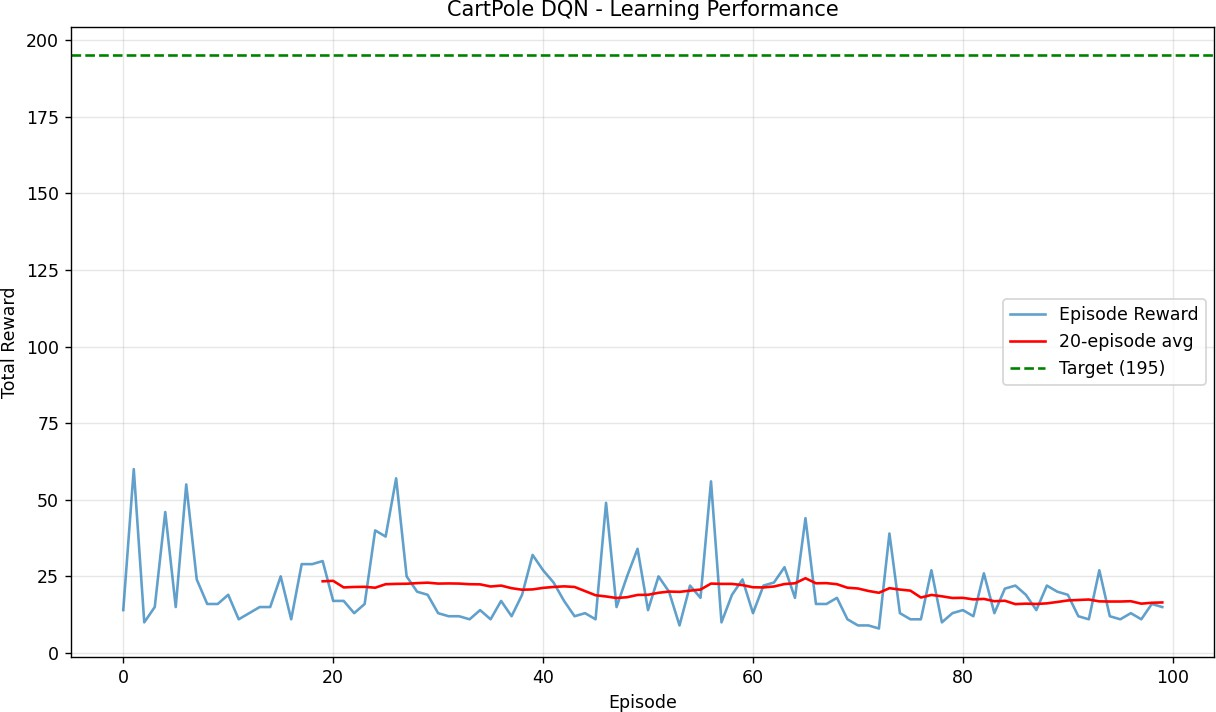 CartPole DQN - Learning Performance
200
175
150
125
100
75
50
25
0
Total Reward
Episode Reward
20-episode avg
Target (195)
0 20 40 60 80 100
Episode